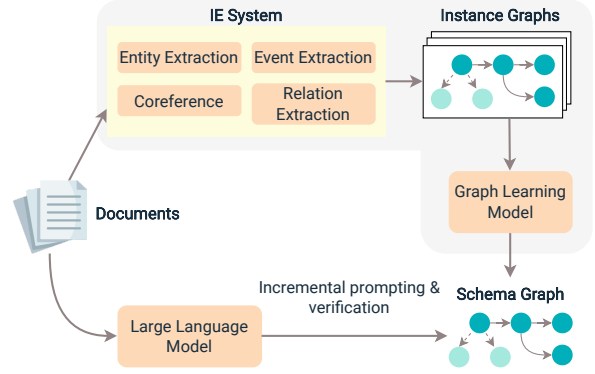 IE System
Instance Graphs
Entity Extraction
Event Extraction
Coreference
Relation
Extraction
Graph Learning
Model
Documents
Incremental prompting &
verification
Schema Graph
Large Language
Model